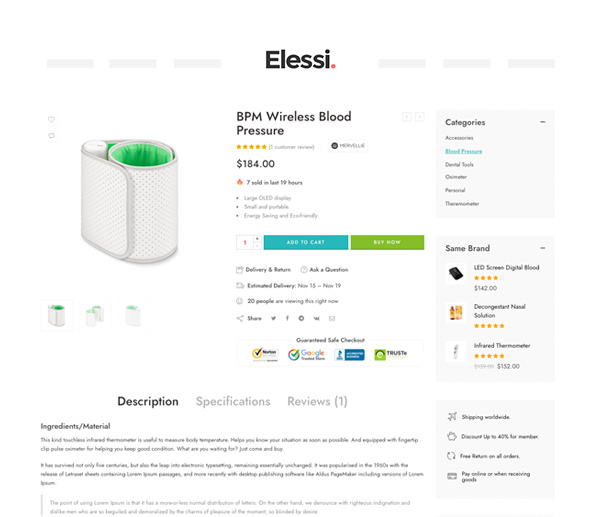 Elessi.
BPM Wireless Blood
Pressure
(1 customer review)
MERVELLIE
$184.00
7 sold in last 19 hours
Large OLED display.
Small and portable.
Energy Saving and Ecofriendly.
1
+
-
ADD TO CART
BUY NOW
Delivery & Return
Ask a Question
Estimated Delivery: Nov 15 – Nov 19
20 people are viewing this right now
Share
Guaranteed Safe Checkout
Norton
Google
Trusted Store
BBB
ACCREDITED
BUSINESS
TRUSTe
Categories
Accessories
Blood Pressure
Dental Tools
Oximeter
Personal
Theremometer
Same Brand
LED Screen Digital Blood
$142.00
Decongestant Nasal
Solution
Infrared Thermometer
$159.00 $152.00
Description
Specifications
Reviews (1)
Ingredients/Material
This kind touchless infrared thermometer is useful to measure body temperature. Helps you know your situation as soon as possible. And equipped with fingertip
clip pulse oximeter for helping you keep good condition. What are you waiting for? Just come and buy.
It has survived not only five centuries, but also the leap into electronic typesetting, remaining essentially unchanged. It was popularised in the 1960s with the
release of Letraset sheets containing Lorem Ipsum passages, and more recently with desktop publishing software like Aldus PageMaker including versions of Lorem
Ipsum.
The point of using Lorem Ipsum is that it has a more-or-less normal distribution of letters. On the other hand, we denounce with righteous indignation and
dislike men who are so beguiled and demoralized by the charms of pleasure of the moment, so blinded by desire
Shipping worldwide.
Discount Up to 40% for member.
Free Return on all orders.
Pay online or when receiving
goods